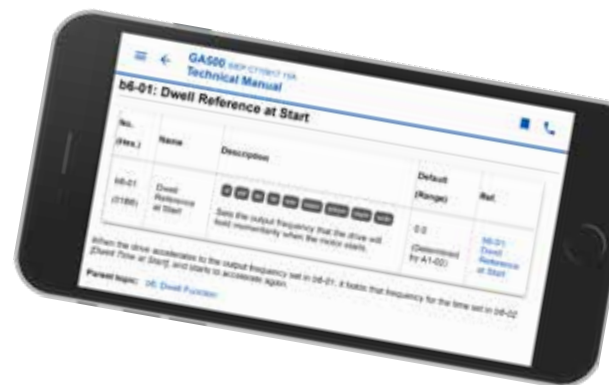 GA500
Technical Manual
b6-01: Dwell Reference at Start
No.
(Hex.)
Name
Description
Default
(Range)
Ref.
b6-01
(01B6)
Dwell
Reference
at Start
Sets the output frequency that the drive will
hold momentarily when the motor starts.
0.0
(Determined
by A1-02)
b6-01:
Dwell
Reference
at Start
When the drive accelerates to the output frequency set in b6-01, it holds that frequency for the time set in b6-02
[Dwell Time at Start], and starts to accelerate again.
Parent topic: b6: Dwell Function